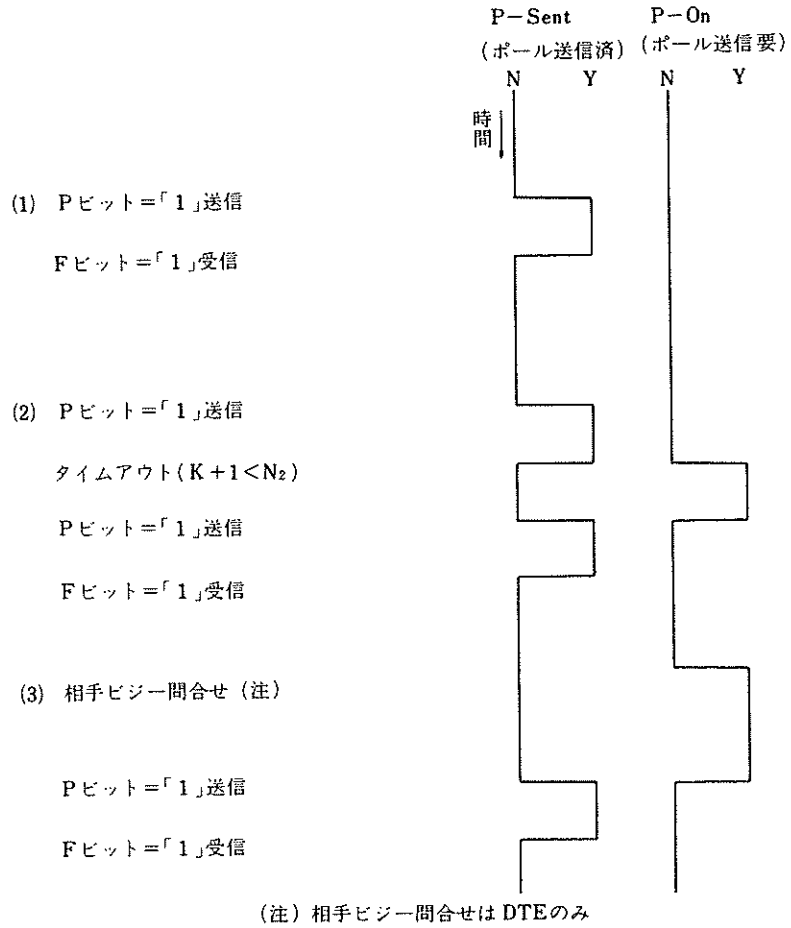 P−Sent P−On
(ポール送信済) (ポール送信要)
N Y N Y
時間
(1) Pビット=「1」送信
Fビット=「1」受信
(2) Pビット=「1」送信
タイムアウト(K+1<N₂)
Pビット=「1」送信
Fビット=「1」受信
(3) 相手ビジー問合せ(注)
Pビット=「1」送信
Fビット=「1」受信
(注)相手ビジー問合せはDTEのみ